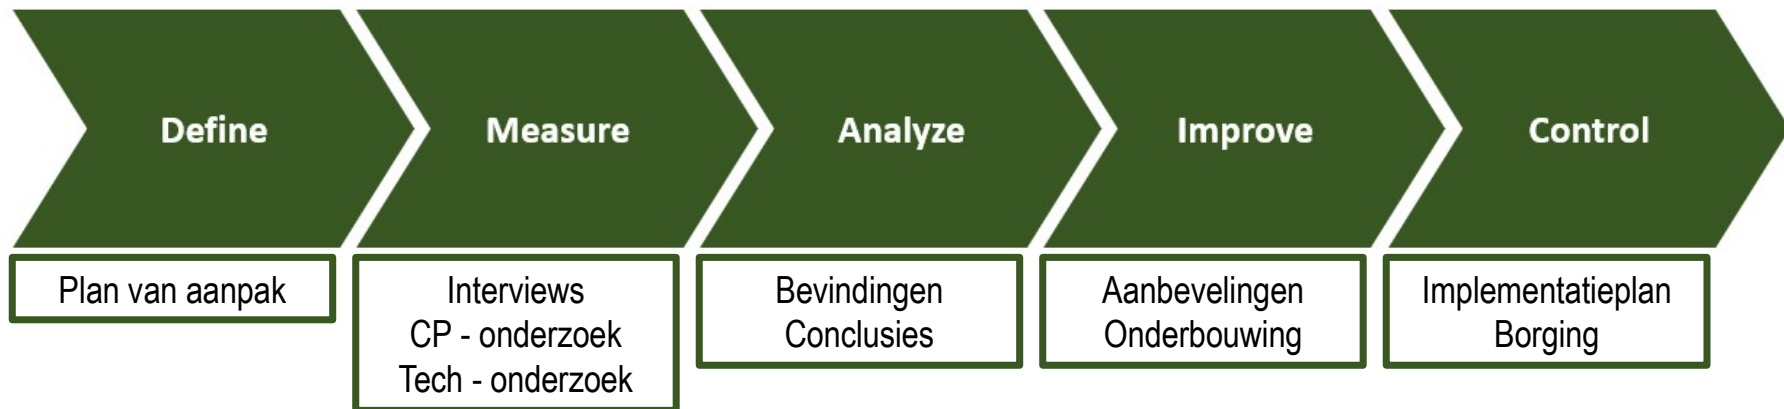 Define
Measure
Analyze
Improve
Control
Plan van aanpak
Interviews
CP - onderzoek
Tech - onderzoek
Bevindingen
Conclusies
Aanbevelingen
Onderbouwing
Implementatieplan
Borging